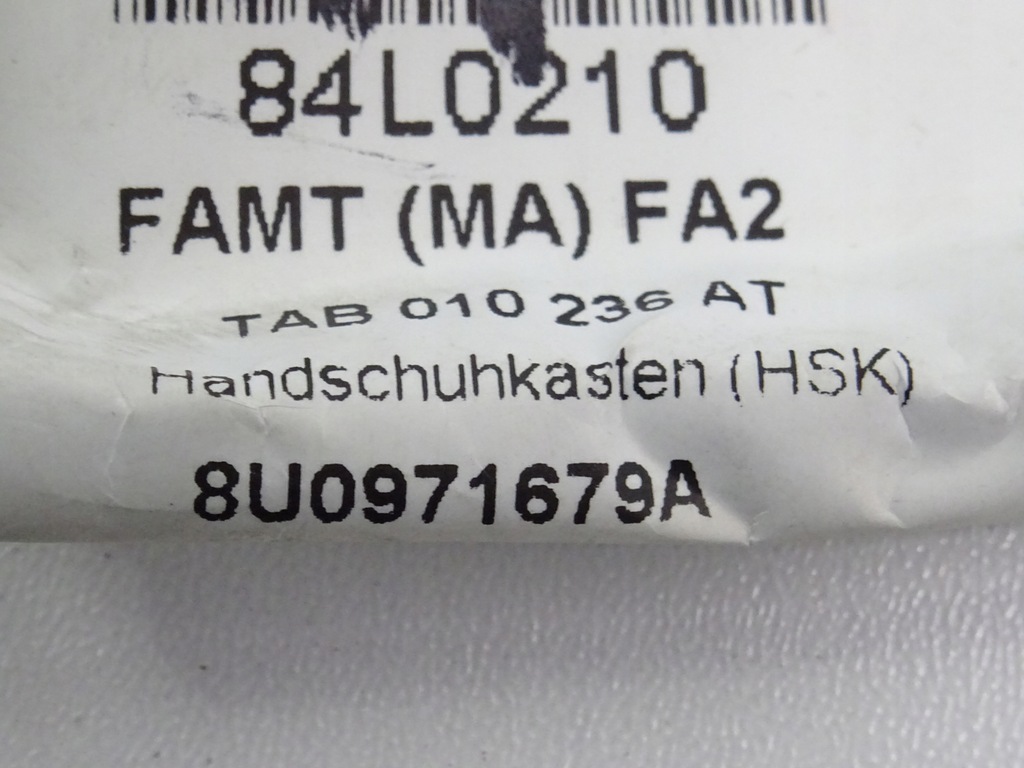 84L0210
FAMT (MA) FA2
TAB 010 236 AT
Handschuhkasten (HSK)
8U0971679A